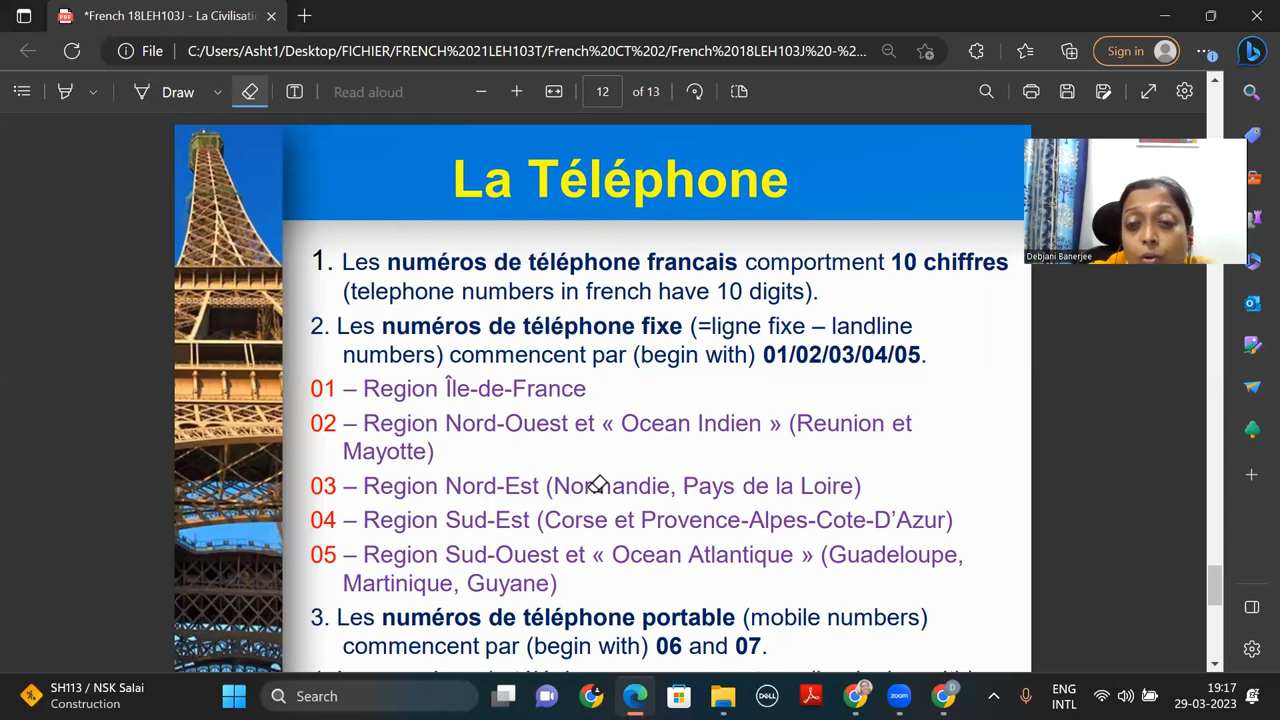 *French 18LEH103J - La Civilisatio
File
C:/Users/Asht1/Desktop/FICHIER/FRENCH%2021LEH103T/French%20CT%202/French%2018LEH103J%20-%2...
Sign in
Draw
Read aloud
12
of 13
La Téléphone
1. Les numéros de téléphone francais comportment 10 chiffres
(telephone numbers in french have 10 digits).
2. Les numéros de téléphone fixe (=ligne fixe – landline
numbers) commencent par (begin with) 01/02/03/04/05.
01 – Region Île-de-France
02 – Region Nord-Ouest et « Ocean Indien » (Reunion et
Mayotte)
03 – Region Nord-Est (Normandie, Pays de la Loire)
04 – Region Sud-Est (Corse et Provence-Alpes-Cote-D’Azur)
05 – Region Sud-Ouest et « Ocean Atlantique » (Guadeloupe,
Martinique, Guyane)
3. Les numéros de téléphone portable (mobile numbers)
commencent par (begin with) 06 and 07.
Debjani Banerjee
SH113 / NSK Salai
Construction
Search
DELL
zoom
ENG
INTL
19:17
29-03-2023